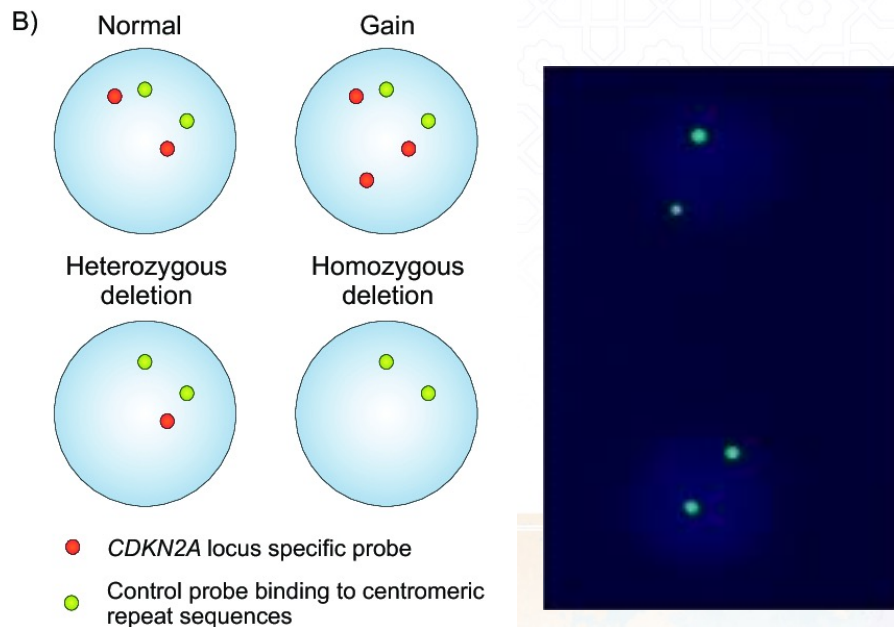 B)
Normal
Gain
Heterozygous
deletion
Homozygous
deletion
CDKN2A locus specific probe
Control probe binding to centromeric
repeat sequences